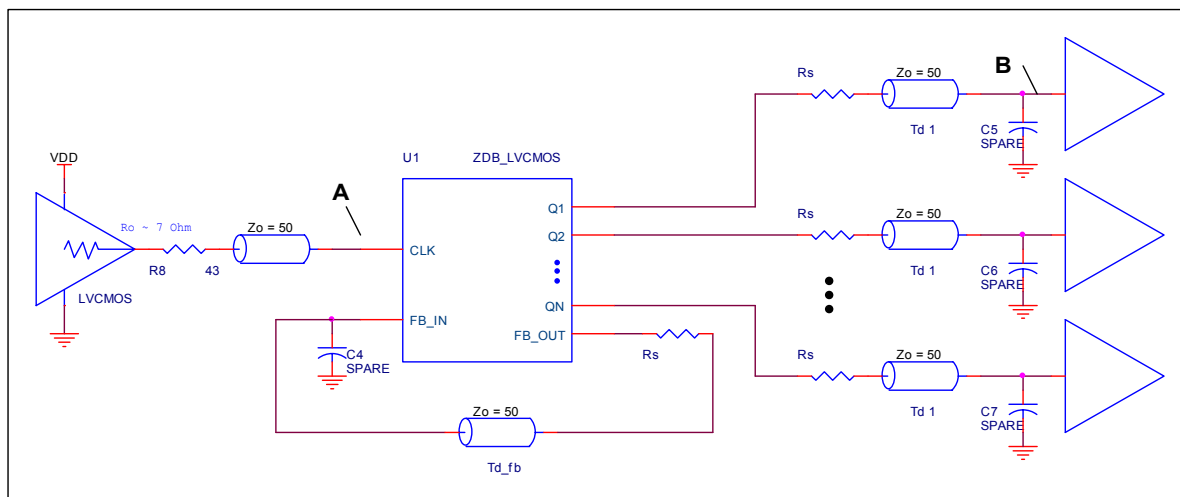 Rs
Zo = 50
Td 1
B
C5
SPARE
VDD
Ro ~ 7 Ohm
R8
43
LVCMOS
Zo = 50
A
U1
ZDB_LVCMOS
CLK
FB_IN
Q1
Q2
QN
FB_OUT
C4
SPARE
Rs
Zo = 50
Td_fb
Rs
Zo = 50
Td 1
C6
SPARE
Rs
Zo = 50
Td 1
C7
SPARE